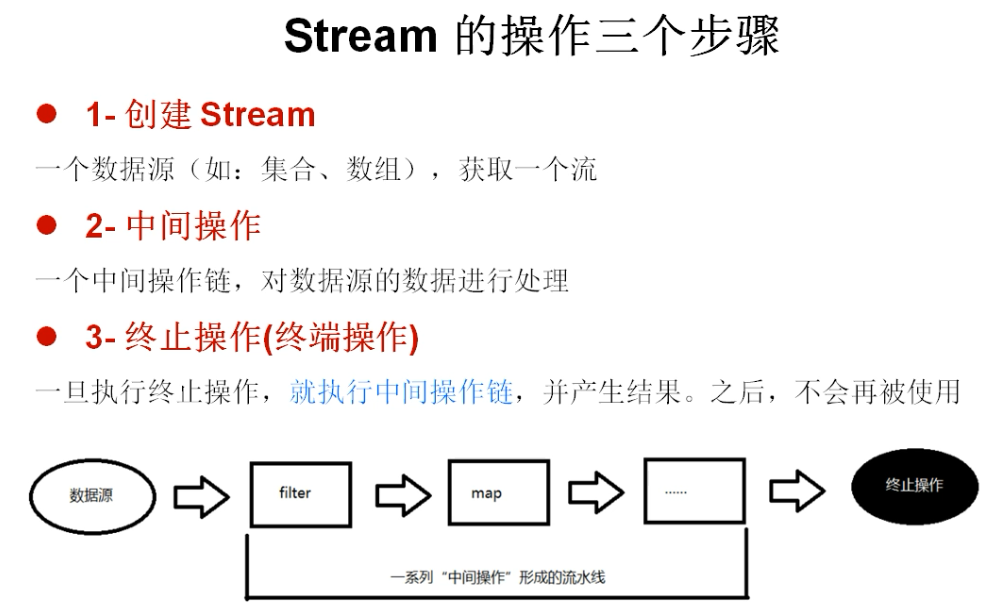 Stream 的操作三个步骤
1- 创建 Stream
一个数据源（如：集合、数组），获取一个流
2- 中间操作
一个中间操作链，对数据源的数据进行处理
3- 终止操作(终端操作)
一旦执行终止操作，就执行中间操作链，并产生结果。之后，不会再被使用
数据源
filter
map
......
终止操作
一系列“中间操作”形成的流水线